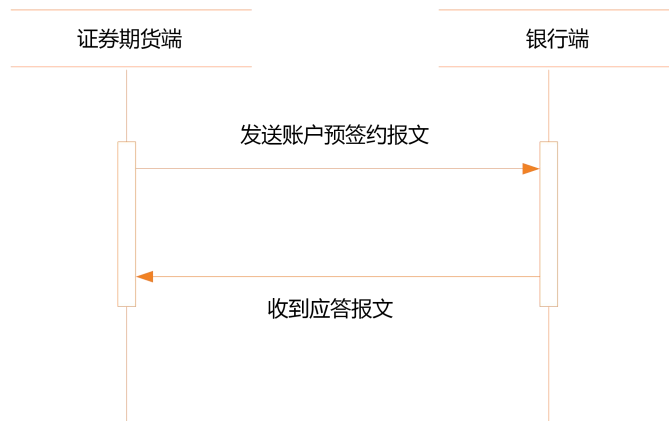 证券期货端
银行端
发送账户预签约报文
收到应答报文